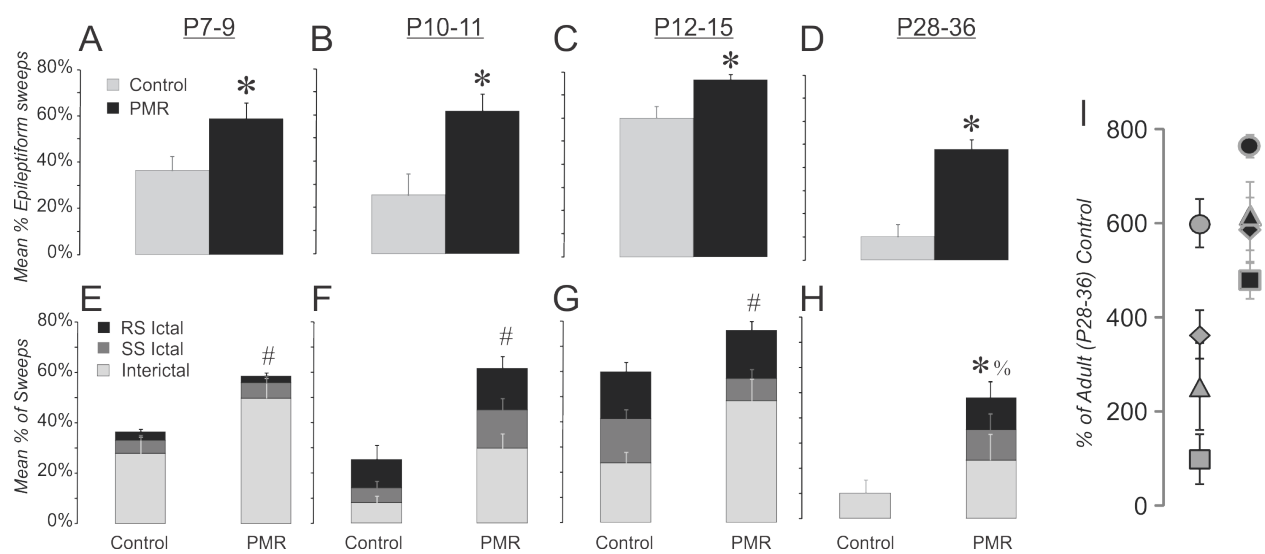 A P7-9
B P10-11
C P12-15
D P28-36
Mean % Epileptiform sweeps
80%
60%
40%
20%
0%
Control
PMR
*
*
*
*
E
F
G
H
Mean % of Sweeps
80%
60%
40%
20%
0%
RS Ictal
SS Ictal
Interictal
#
#
#
*%
Control PMR
Control PMR
Control PMR
Control PMR
I
% of Adult (P28-36) Control
800
600
400
200
0